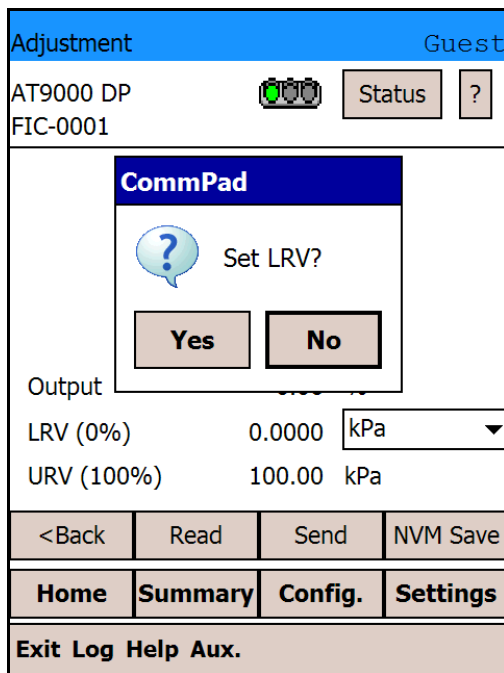 Adjustment Guest
AT9000 DP Status ?
FIC-0001
CommPad
? Set LRV?
Yes No
Output
LRV (0%) 0.0000 kPa
URV (100%) 100.00 kPa
<Back Read Send NVM Save
Home Summary Config. Settings
Exit Log Help Aux.